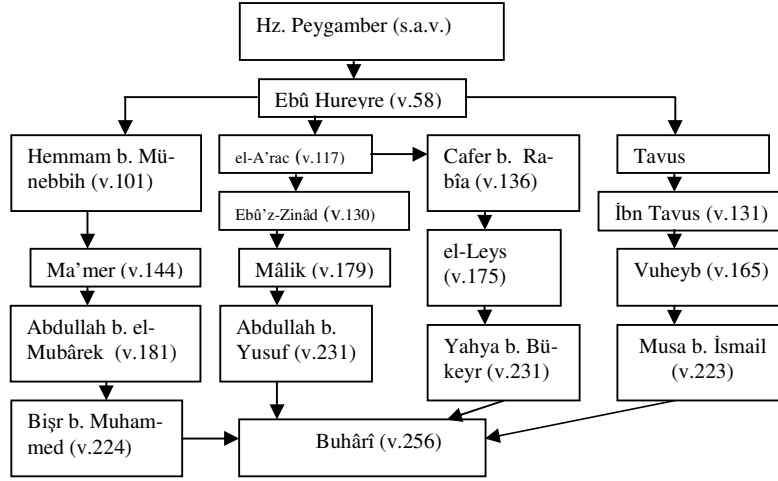 Hz. Peygamber (s.a.v.)
Ebû Hureyre (v.58)
Hemmam b. Mü-
nebbih (v.101)
el-A’rac (v.117)
Cafer b. Ra-
bîa (v.136)
Tavus
Ebû’z-Zinâd (v.130)
İbn Tavus (v.131)
Ma’mer (v.144)
Mâlik (v.179)
el-Leys
(v.175)
Vuheyb (v.165)
Abdullah b. el-
Mubârek (v.181)
Abdullah b.
Yusuf (v.231)
Yahya b. Bü-
keyr (v.231)
Musa b. İsmail
(v.223)
Bişr b. Muham-
med (v.224)
Buhârî (v.256)